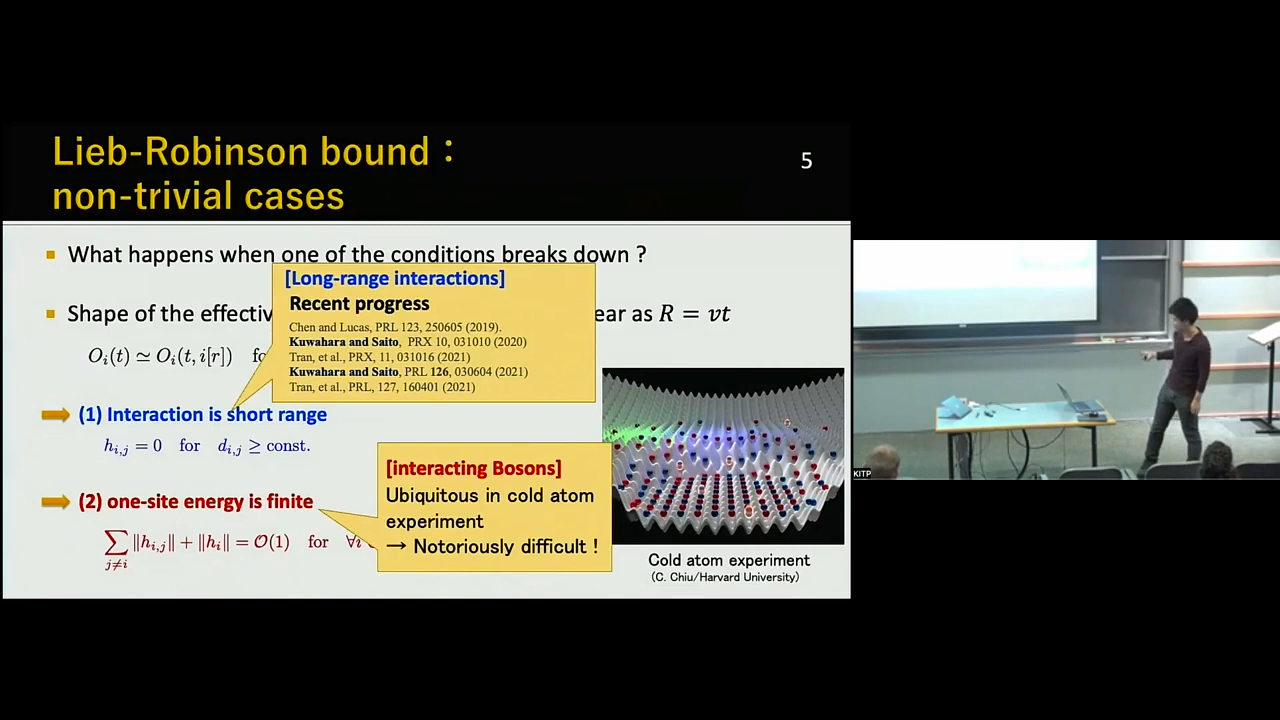 Lieb-Robinson bound :
non-trivial cases
5
What happens when one of the conditions breaks down ?
[Long-range interactions]
Recent progress
Chen and Lucas, PRL 123, 250605 (2019).
Kuwahara and Saito, PRX 10, 031010 (2020)
Tran, et al., PRX, 11, 031016 (2021)
Kuwahara and Saito, PRL 126, 030604 (2021)
Tran, et al., PRL, 127, 160401 (2021)
Shape of the effectiv ear as R = vt
O_i(t) ≃ O_i(t, i[r]) fo
(1) Interaction is short range
h_{i,j} = 0 for d_{i,j} ≥ const.
[interacting Bosons]
Ubiquitous in cold atom
experiment
→ Notoriously difficult !
(2) one-site energy is finite
∑_{j≠i} ||h_{i,j}|| + ||h_i|| = O(1) for ∀i
Cold atom experiment
(C. Chiu/Harvard University)
KITP